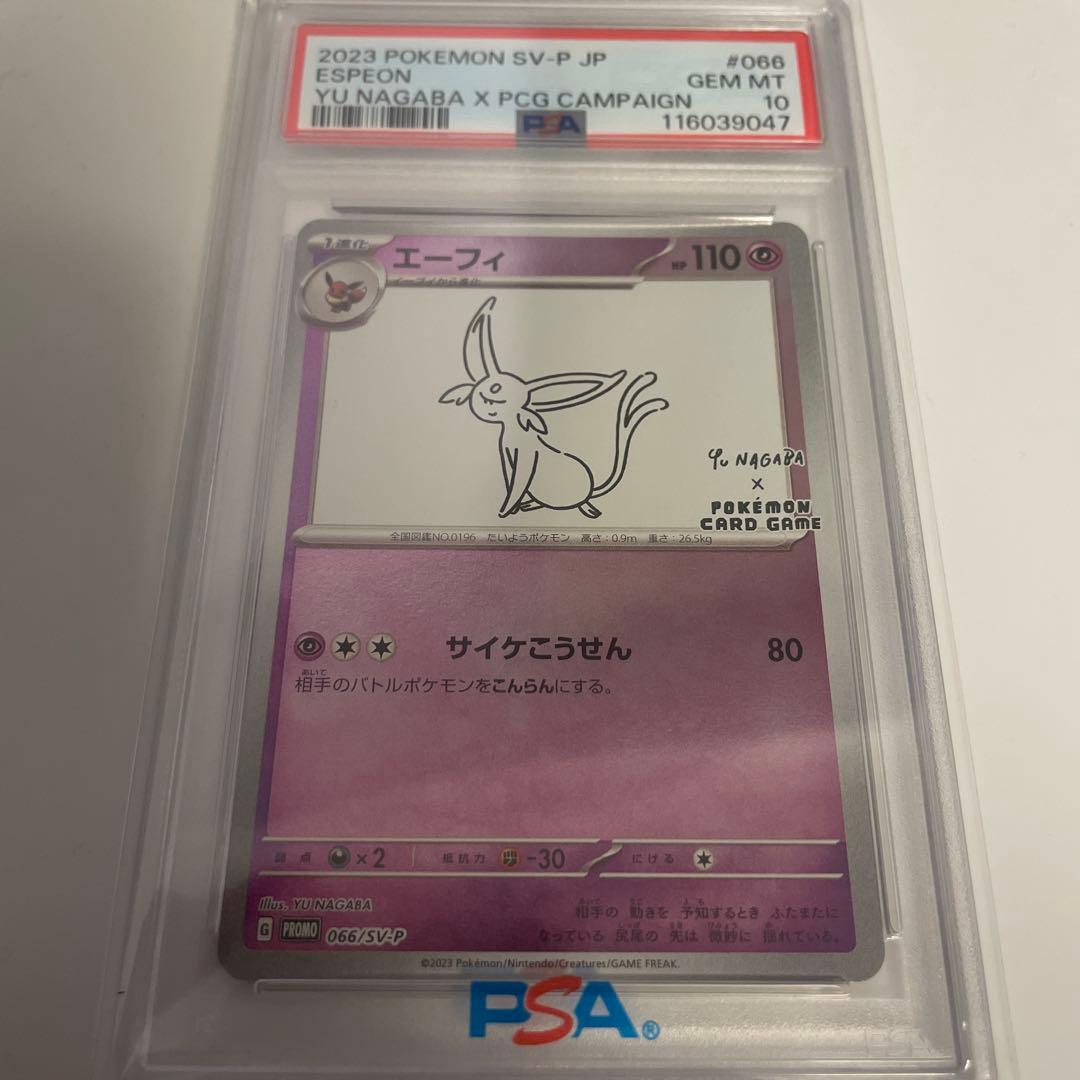 2023 POKEMON SV-P JP #066
ESPEON GEM MT
YU NAGABA X PCG CAMPAIGN 10
PSA 116039047
1進化 エーフィ HP 110
イーブイから進化
YU NAGABA
×
POKÉMON
CARD GAME
全国図鑑NO.0196 たいようポケモン 高さ:0.9m 重さ:26.5kg
サイケこうせん 80
あいて
相手のバトルポケモンをこんらんにする。
弱点 ×2 抵抗力 -30 にげる
Illus. YU NAGABA
相手の 動きを 予知するとき ふたまたに
なっている 尻尾の 先は 微妙に 揺れている。
G PROMO 066/SV-P
©2023 Pokémon/Nintendo/Creatures/GAME FREAK.
PSA®